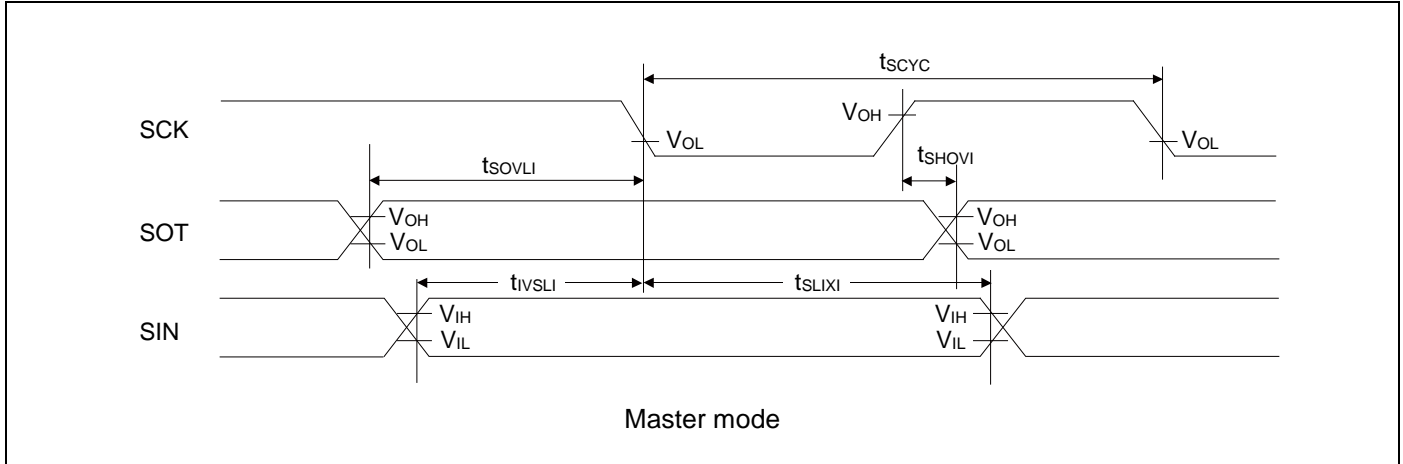 tSCYC
SCK
VOH
VOL
VOL
tSHOVI
tSOVLI
SOT
VOH
VOL
VOH
VOL
tIVSLI
tSLIXI
SIN
VIH
VIL
VIH
VIL
Master mode